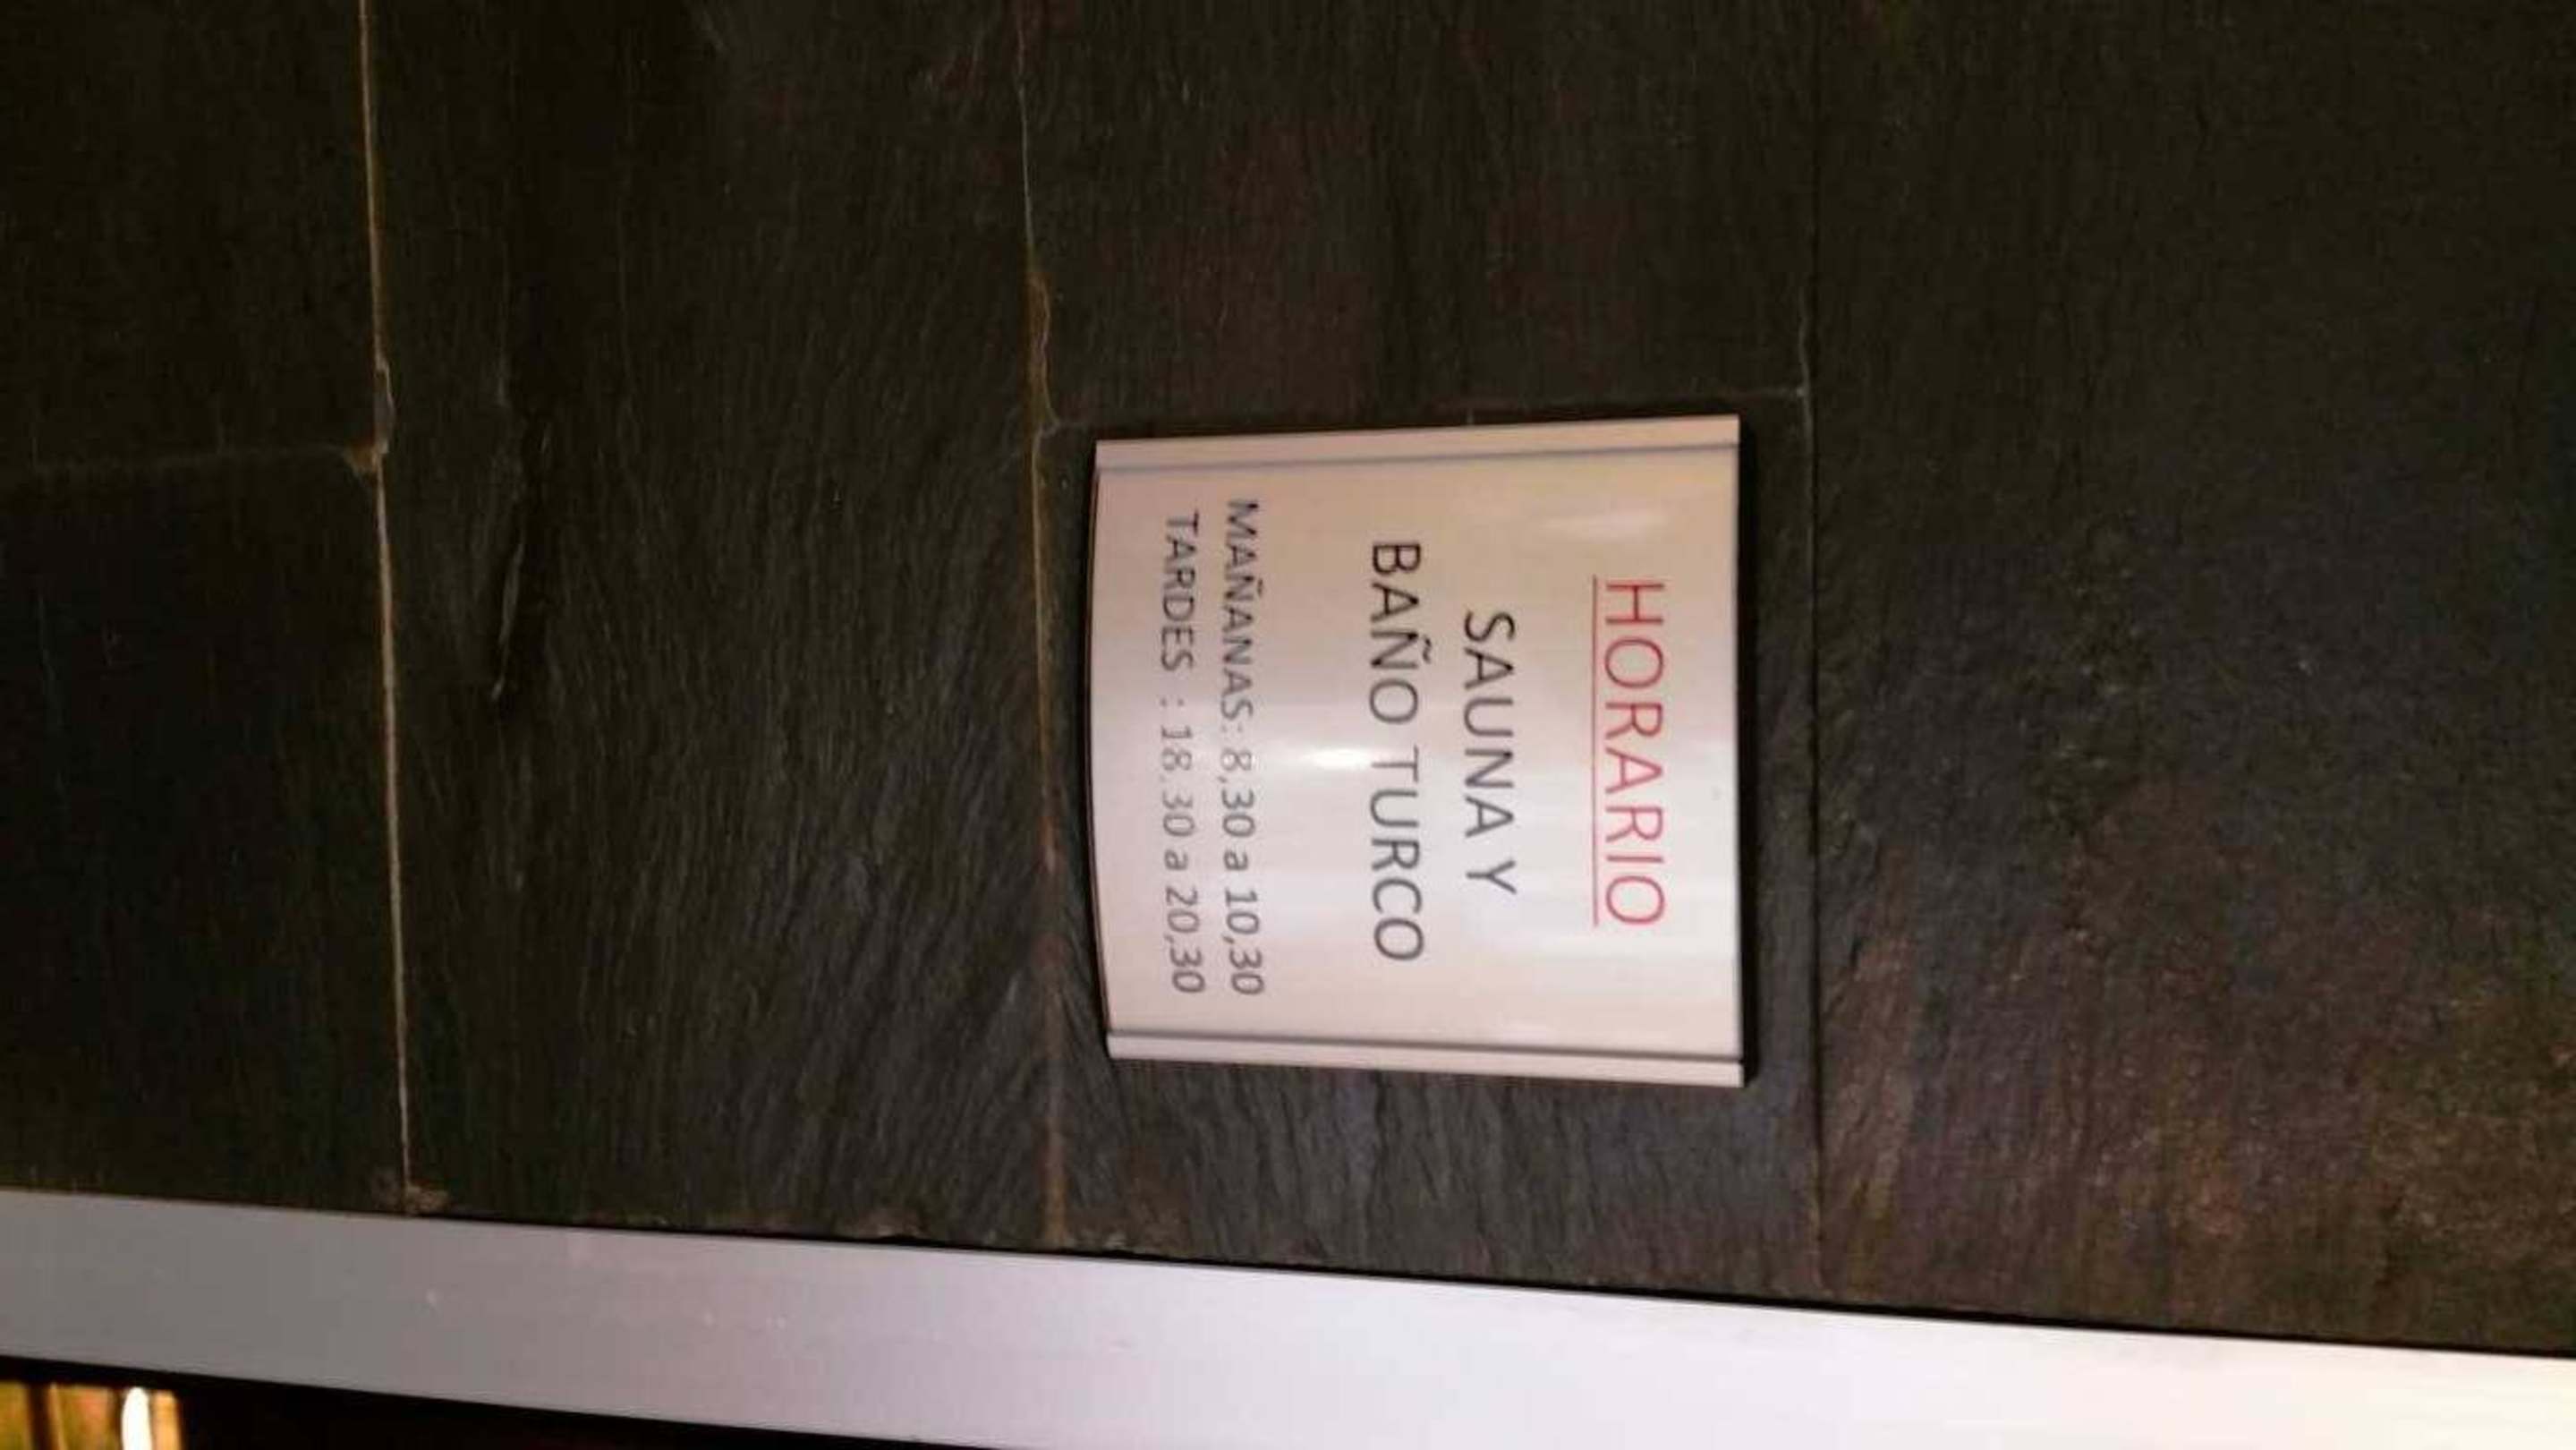 HORARIO
SAUNA Y
BAÑO TURCO
MAÑANAS: 8,30 a 10,30
TARDES : 18,30 a 20,30